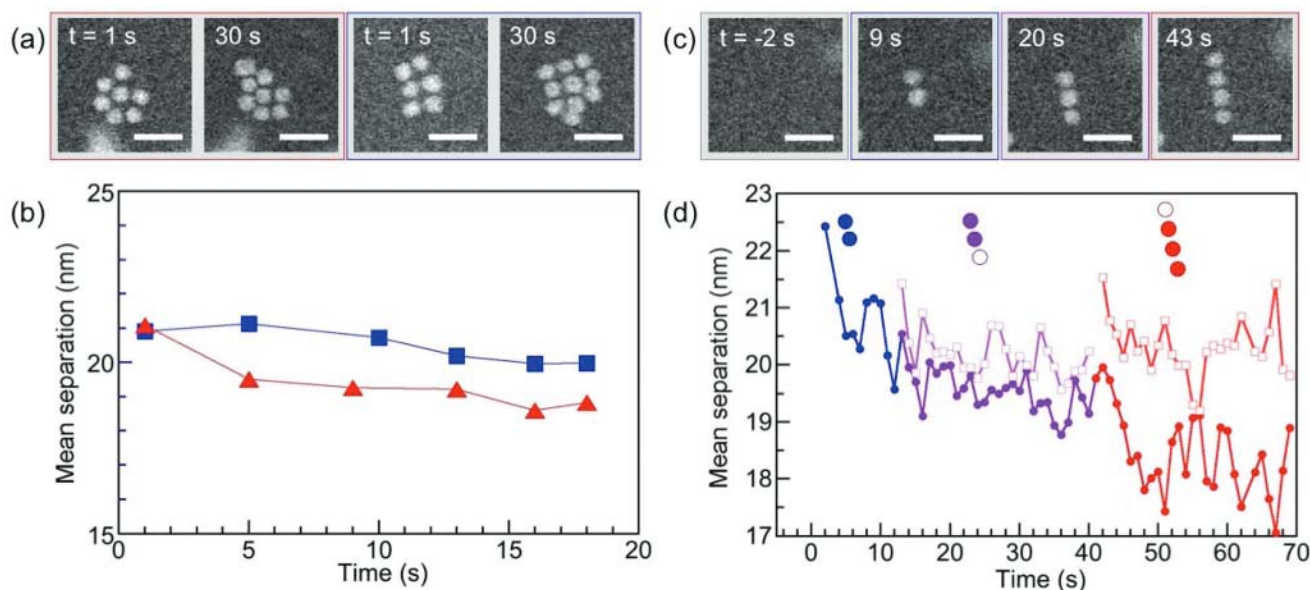 (a)
t = 1 s
30 s
t = 1 s
30 s
(c)
t = -2 s
9 s
20 s
43 s
(b)
25
20
15
Mean separation (nm)
0
5
10
15
20
Time (s)
(d)
23
22
21
20
19
18
17
Mean separation (nm)
0
10
20
30
40
50
60
70
Time (s)